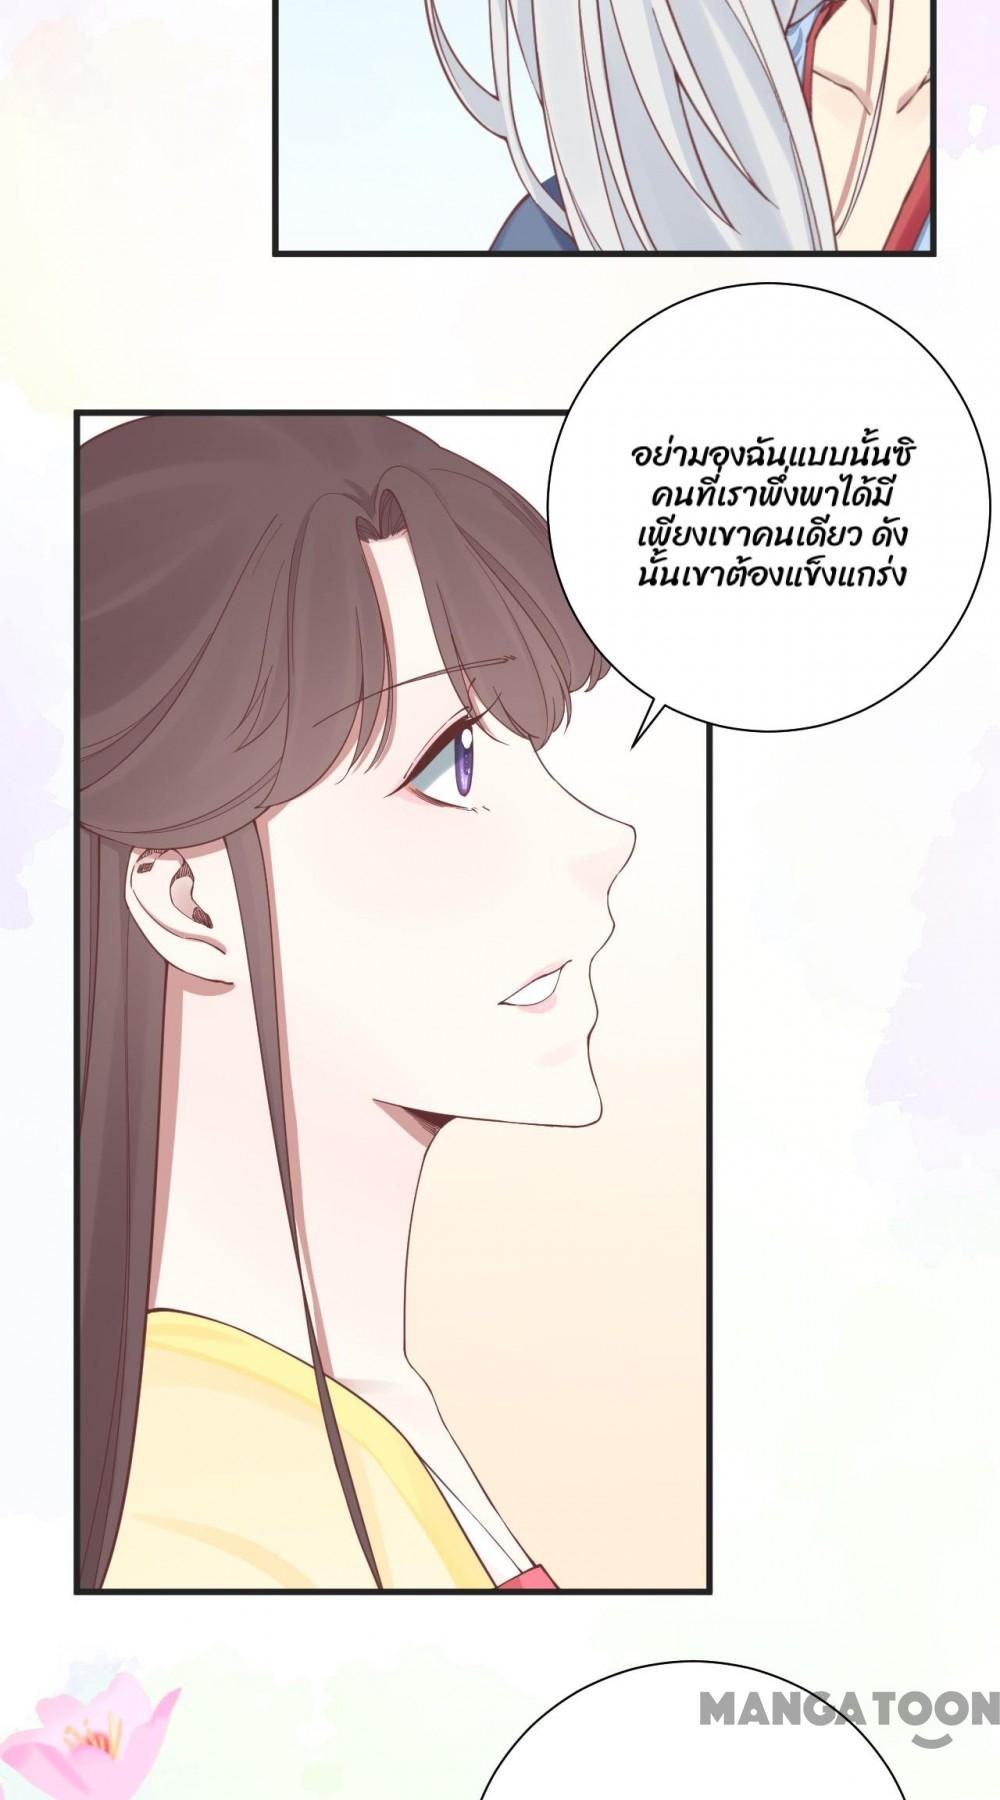 อย่ามองฉันแบบนั้นซิ
คนที่เราพึ่งพาได้มี
เพียงเขาคนเดียว ดัง
นั้นเขาต้องแข็งแกร่ง
MANGATOON